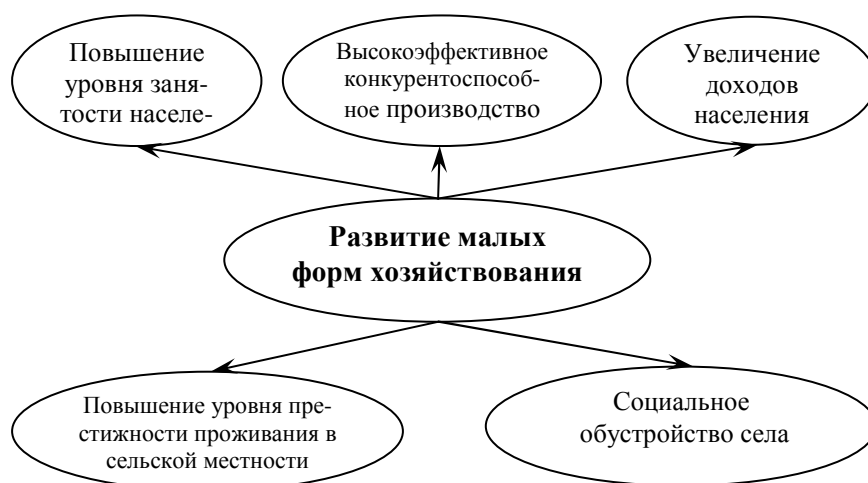 Повышение
уровня заня-
тости населе-
Высокоэффективное
конкурентоспособ-
ное производство
Увеличение
доходов
населения
Развитие малых
форм хозяйствования
Повышение уровня пре-
стижности проживания в
сельской местности
Социальное
обустройство села